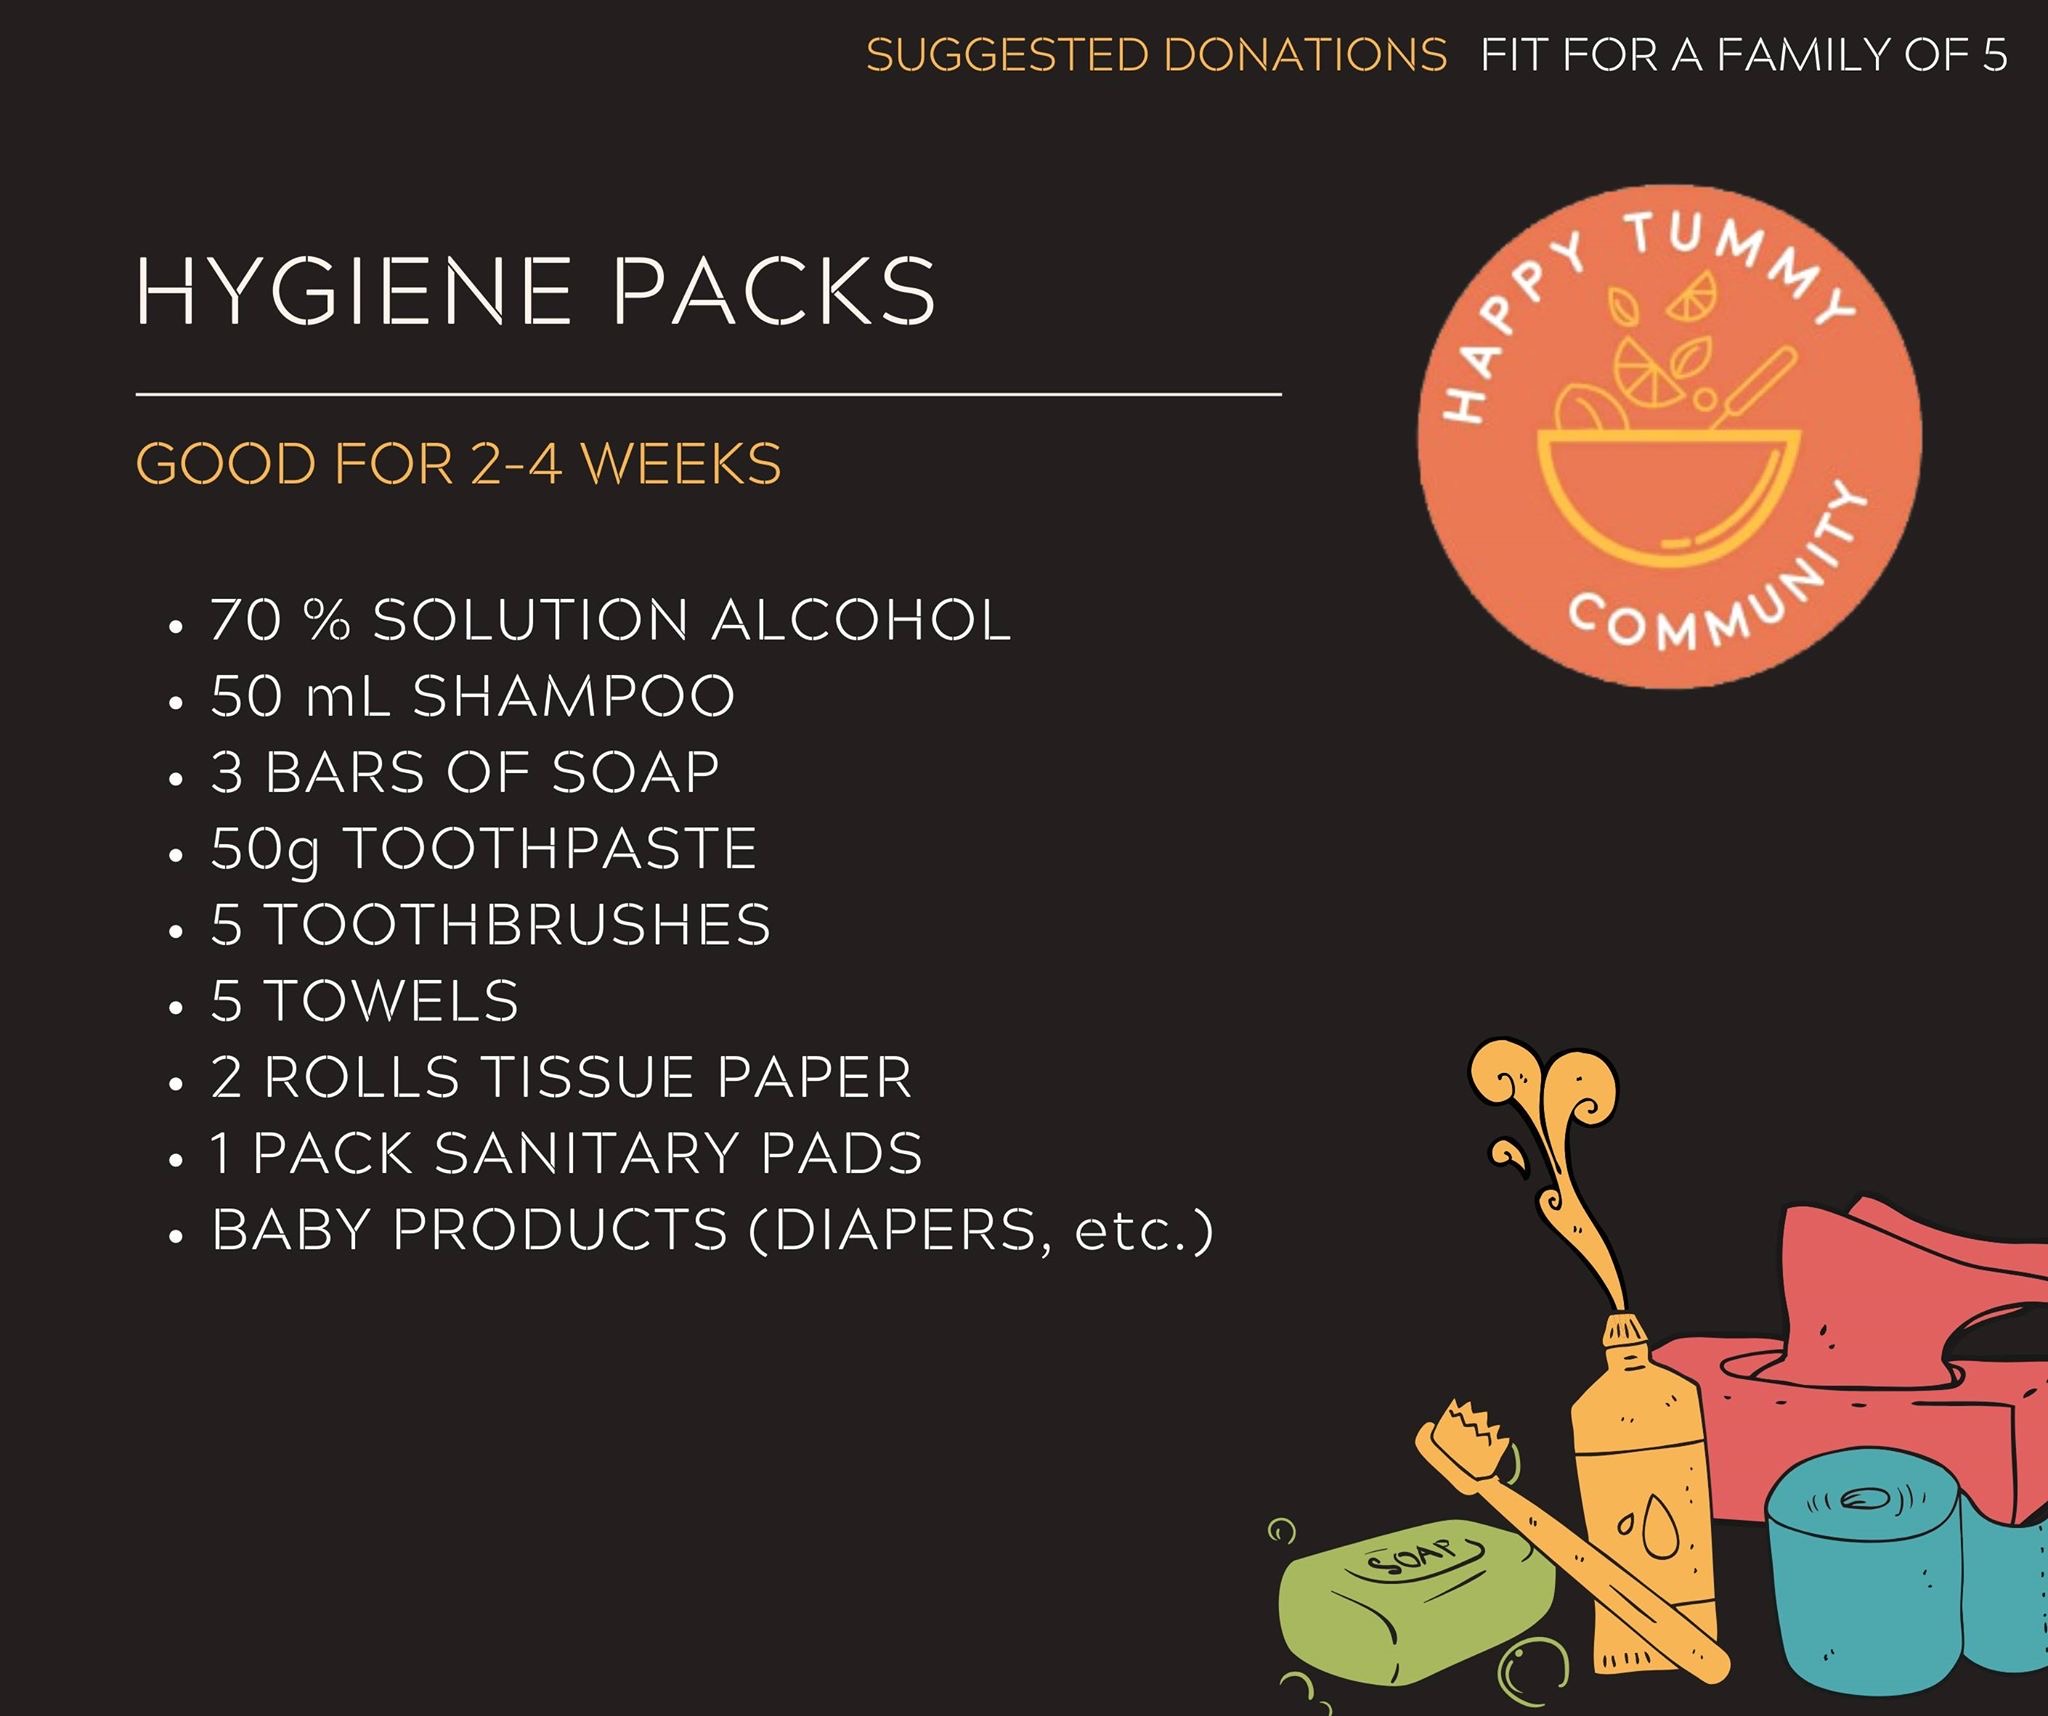 SUGGESTED DONATIONS FIT FOR A FAMILY OF 5
HAPPY TUMMY
COMMUNITY
HYGIENE PACKS
GOOD FOR 2-4 WEEKS
• 70 % SOLUTION ALCOHOL
• 50 mL SHAMPOO
• 3 BARS OF SOAP
• 50g TOOTHPASTE
• 5 TOOTHBRUSHES
• 5 TOWELS
• 2 ROLLS TISSUE PAPER
• 1 PACK SANITARY PADS
• BABY PRODUCTS (DIAPERS, etc.)
SOAP